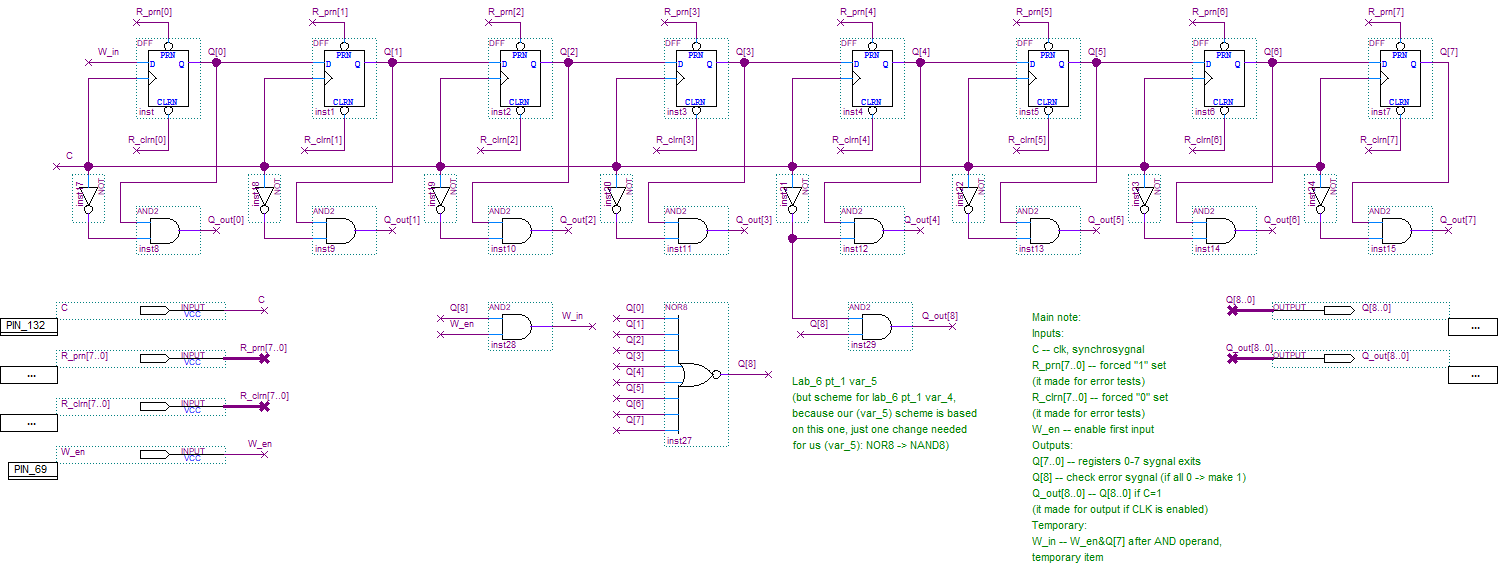 R_prn[0] R_prn[1] R_prn[2] R_prn[3] R_prn[4] R_prn[5] R_prn[6] R_prn[7]
DFF DFF DFF DFF DFF DFF DFF DFF
W_in PRN Q[0] PRN Q[1] PRN Q[2] PRN Q[3] PRN Q[4] PRN Q[5] PRN Q[6] PRN Q[7]
D Q D Q D Q D Q D Q D Q D Q D Q
CLRN CLRN CLRN CLRN CLRN CLRN CLRN CLRN
inst inst1 inst2 inst3 inst4 inst5 inst6 inst7
R_clrn[0] R_clrn[1] R_clrn[2] R_clrn[3] R_clrn[4] R_clrn[5] R_clrn[6] R_clrn[7]
C
inst17 NOT inst18 NOT inst19 NOT inst20 NOT inst21 NOT inst22 NOT inst23 NOT inst24 NOT
AND2 AND2 AND2 AND2 AND2 AND2 AND2 AND2
Q_out[0] Q_out[1] Q_out[2] Q_out[3] Q_out[4] Q_out[5] Q_out[6] Q_out[7]
inst8 inst9 inst10 inst11 inst12 inst13 inst14 inst15
C INPUT VCC C
PIN_132
R_prn[7..0] INPUT VCC R_prn[7..0]
...
R_clrn[7..0] INPUT VCC R_clrn[7..0]
...
W_en INPUT VCC W_en
PIN_69
AND2
Q[8]
W_en
W_in
inst28
NOR8
Q[0]
Q[1]
Q[2]
Q[3]
Q[4]
Q[5]
Q[6]
Q[7]
Q[8]
inst27
AND2
Q[8]
Q_out[8]
inst29
Lab_6 pt_1 var_5
(but scheme for lab_6 pt_1 var_4,
because our (var_5) scheme is based
on this one, just one change needed
for us (var_5): NOR8 -> NAND8)
Main note:
Inputs:
C -- clk, synchrosygnal
R_prn[7..0] -- forced "1" set
(it made for error tests)
R_clrn[7..0] -- forced "0" set
(it made for error tests)
W_en -- enable first input
Outputs:
Q[7..0] -- registers 0-7 sygnal exits
Q[8] -- check error sygnal (if all 0 -> make 1)
Q_out[8..0] -- Q[8..0] if C=1
(it made for output if CLK is enabled)
Temporary:
W_in -- W_en&Q[7] after AND operand,
temporary item
Q[8..0] OUTPUT Q[8..0]
...
Q_out[8..0] OUTPUT Q_out[8..0]
...